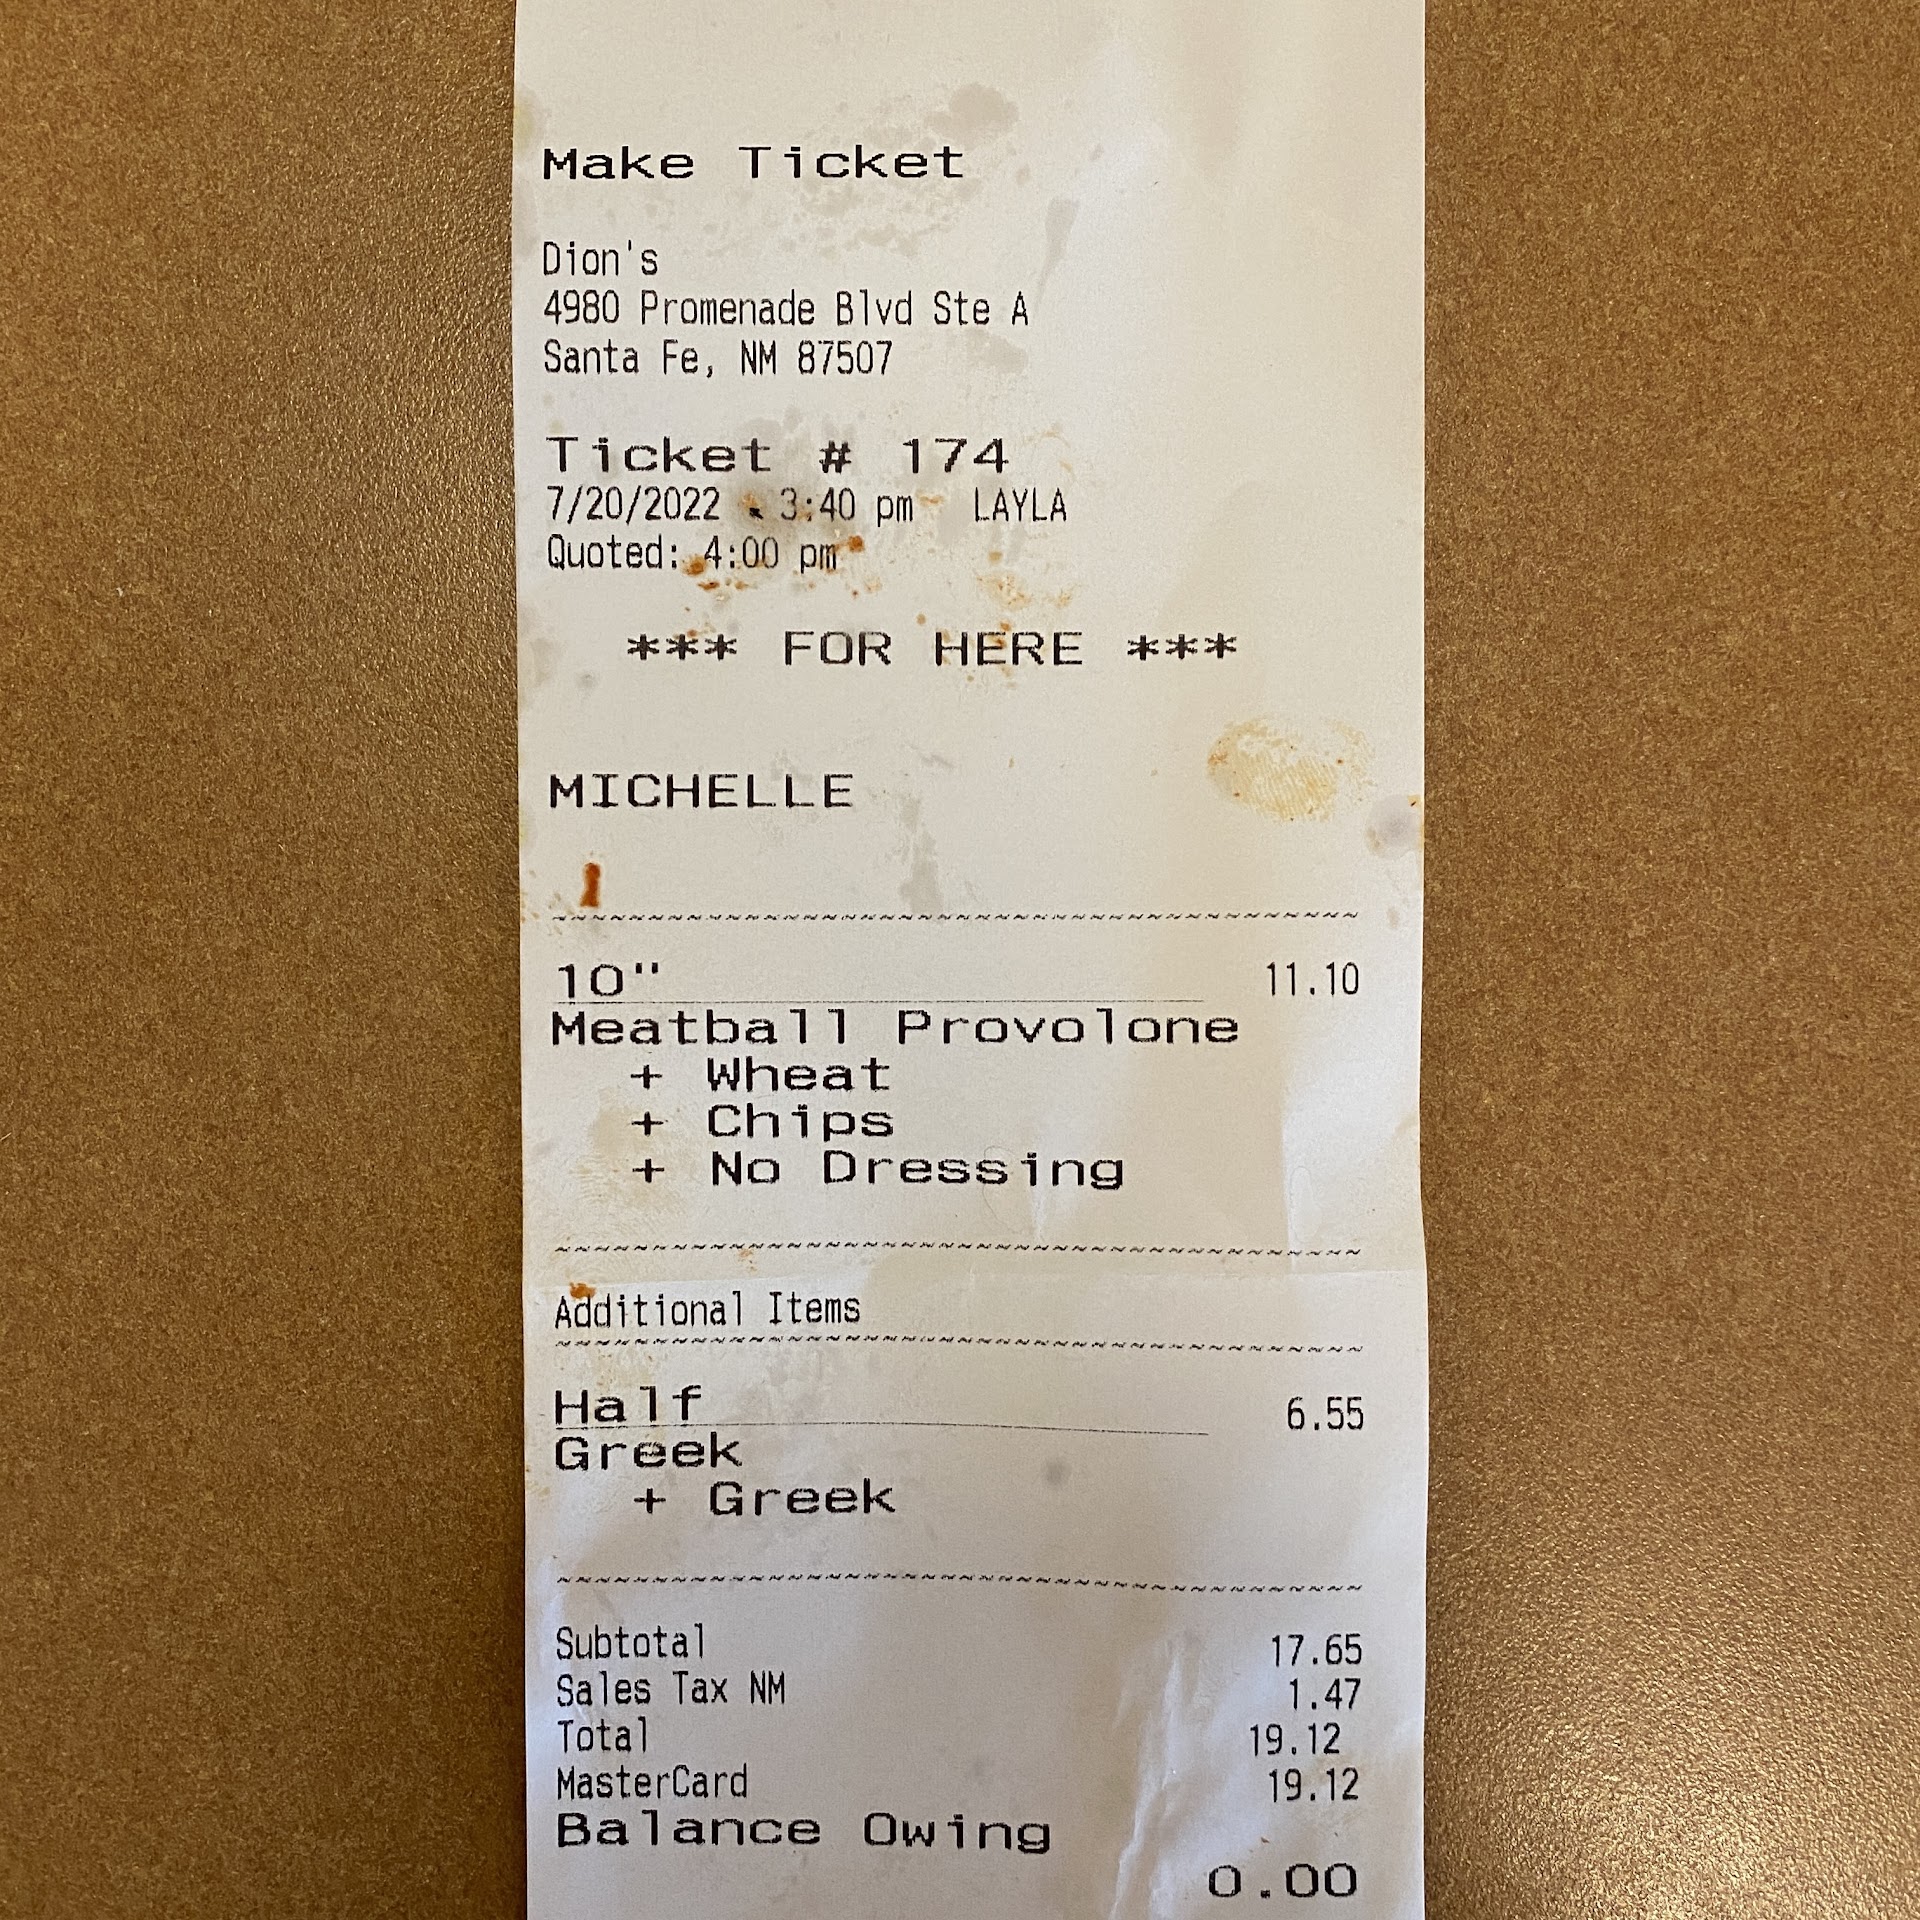 Make Ticket
Dion's
4980 Promenade Blvd Ste A
Santa Fe, NM 87507
Ticket # 174
7/20/2022 3:40 pm LAYLA
Quoted: 4:00 pm
*** FOR HERE ***
MICHELLE
10" 11.10
Meatball Provolone
+ Wheat
+ Chips
+ No Dressing
Additional Items
Half 6.55
Greek
+ Greek
Subtotal 17.65
Sales Tax NM 1.47
Total 19.12
MasterCard 19.12
Balance Owing
0.00